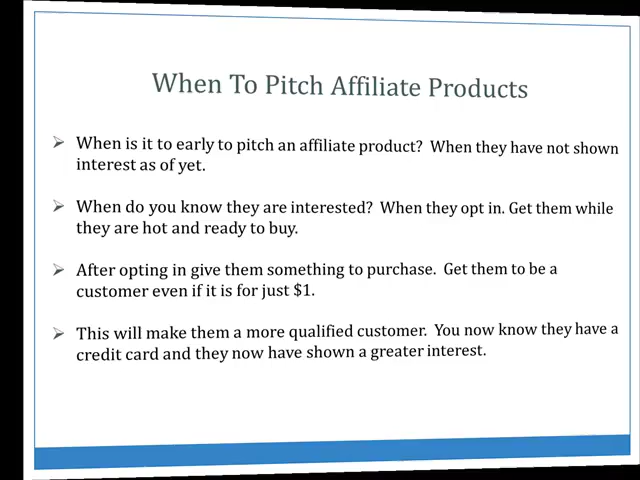 When To Pitch Affiliate Products
When is it to early to pitch an affiliate product?  When they have not shown
interest as of yet.
When do you know they are interested?  When they opt in. Get them while
they are hot and ready to buy.
After opting in give them something to purchase.  Get them to be a
customer even if it is for just $1.
This will make them a more qualified customer.  You now know they have a
credit card and they now have shown a greater interest.